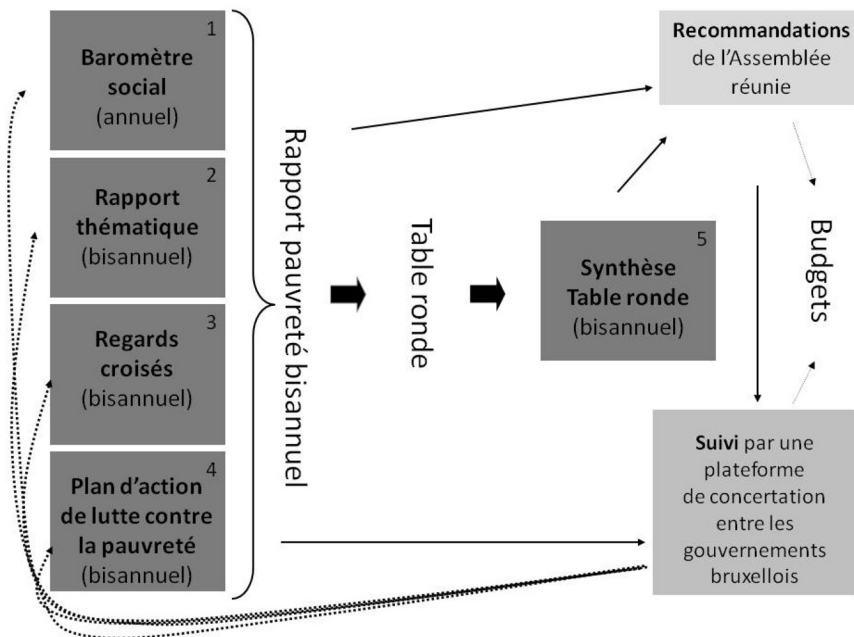 1
Baromètre
social
(annuel)
2
Rapport
thématique
(bisannuel)
3
Regards
croisés
(bisannuel)
4
Plan d’action
de lutte contre
la pauvreté
(bisannuel)
Rapport pauvreté bisannuel
Table ronde
5
Synthèse
Table ronde
(bisannuel)
Recommandations
de l’Assemblée
réunie
Budgets
Suivi par une
plateforme
de concertation
entre les
gouvernements
bruxellois